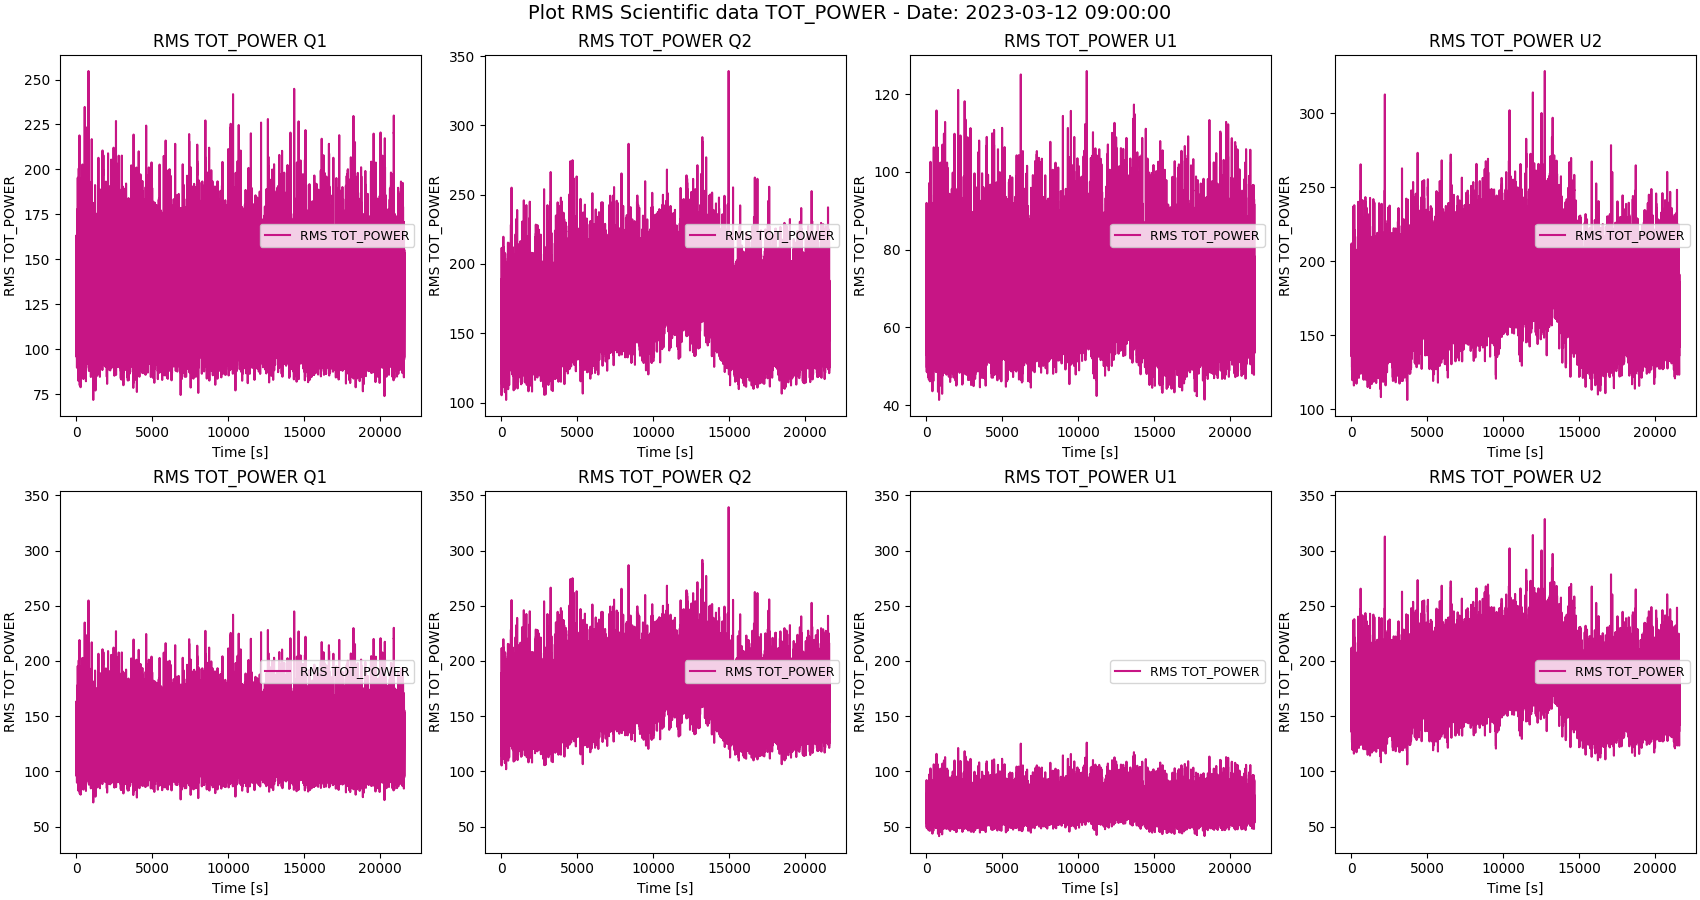 Plot RMS Scientific data TOT_POWER - Date: 2023-03-12 09:00:00
RMS TOT_POWER Q1
RMS TOT_POWER
250
225
200
175
150
125
100
75
RMS TOT_POWER
0 5000 10000 15000 20000
Time [s]
RMS TOT_POWER Q2
RMS TOT_POWER
350
300
250
200
150
100
RMS TOT_POWER
0 5000 10000 15000 20000
Time [s]
RMS TOT_POWER U1
RMS TOT_POWER
120
100
80
60
40
RMS TOT_POWER
0 5000 10000 15000 20000
Time [s]
RMS TOT_POWER U2
RMS TOT_POWER
300
250
200
150
100
RMS TOT_POWER
0 5000 10000 15000 20000
Time [s]
RMS TOT_POWER Q1
RMS TOT_POWER
350
300
250
200
150
100
50
RMS TOT_POWER
0 5000 10000 15000 20000
Time [s]
RMS TOT_POWER Q2
RMS TOT_POWER
350
300
250
200
150
100
50
RMS TOT_POWER
0 5000 10000 15000 20000
Time [s]
RMS TOT_POWER U1
RMS TOT_POWER
350
300
250
200
150
100
50
RMS TOT_POWER
0 5000 10000 15000 20000
Time [s]
RMS TOT_POWER U2
RMS TOT_POWER
350
300
250
200
150
100
50
RMS TOT_POWER
0 5000 10000 15000 20000
Time [s]